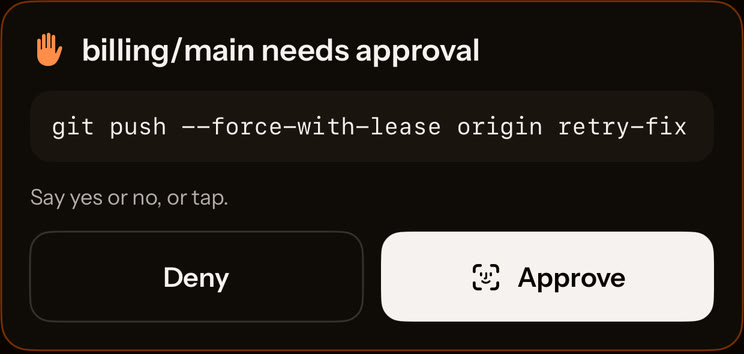 billing/main needs approval
git push --force-with-lease origin retry-fix
Say yes or no, or tap.
Deny
Approve